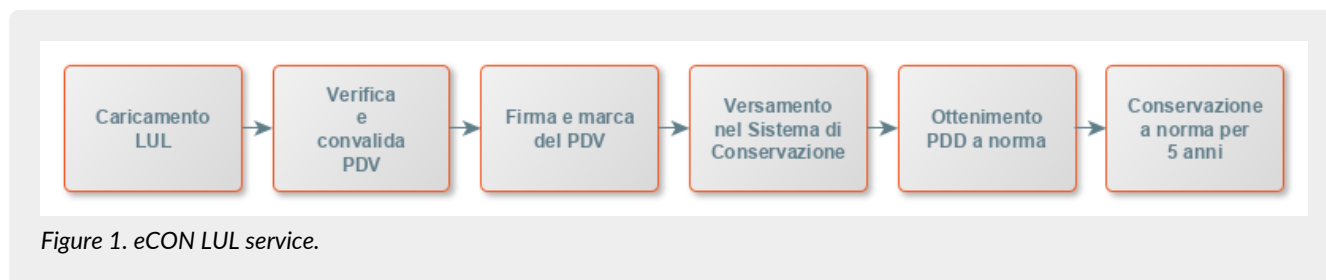 Caricamento
LUL
Verifica
e
convalida
PDV
Firma e marca
del PDV
Versamento
nel Sistema di
Conservazione
Ottenimento
PDD a norma
Conservazione
a norma per
5 anni
Figure 1. eCON LUL service.